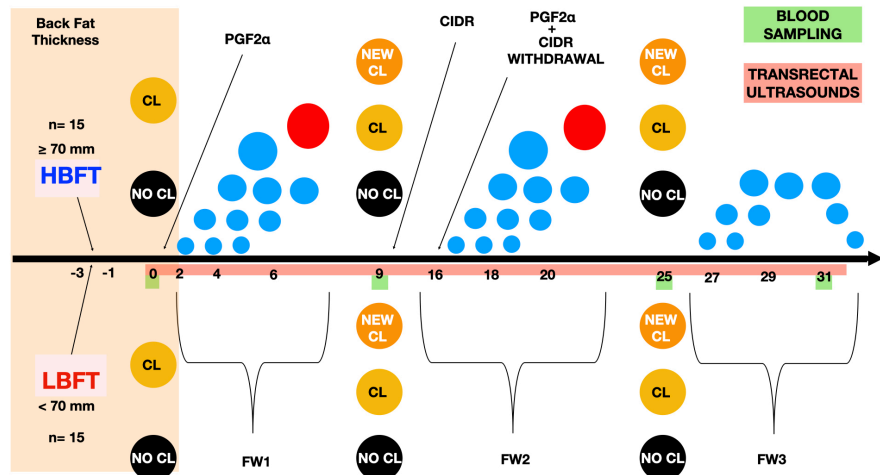 Back Fat
Thickness
PGF2α
CIDR
PGF2α
+
CIDR
WITHDRAWAL
BLOOD
SAMPLING
TRANSRECTAL
ULTRASOUNDS
NEW
CL
NEW
CL
CL
CL
CL
n= 15
≥ 70 mm
HBFT
NO CL
NO CL
NO CL
-3 -1 0 2 4 6 9 16 18 20 25 27 29 31
NEW
CL
NEW
CL
CL
CL
CL
LBFT
< 70 mm
n= 15
NO CL
NO CL
NO CL
FW1
FW2
FW3